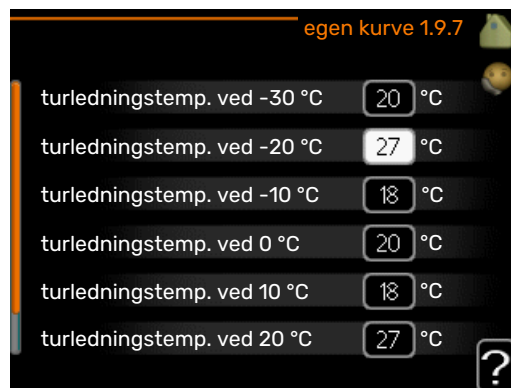 egen kurve 1.9.7
turledningstemp. ved -30 °C 20 °C
turledningstemp. ved -20 °C 27 °C
turledningstemp. ved -10 °C 18 °C
turledningstemp. ved 0 °C 20 °C
turledningstemp. ved 10 °C 18 °C
turledningstemp. ved 20 °C 27 °C
?